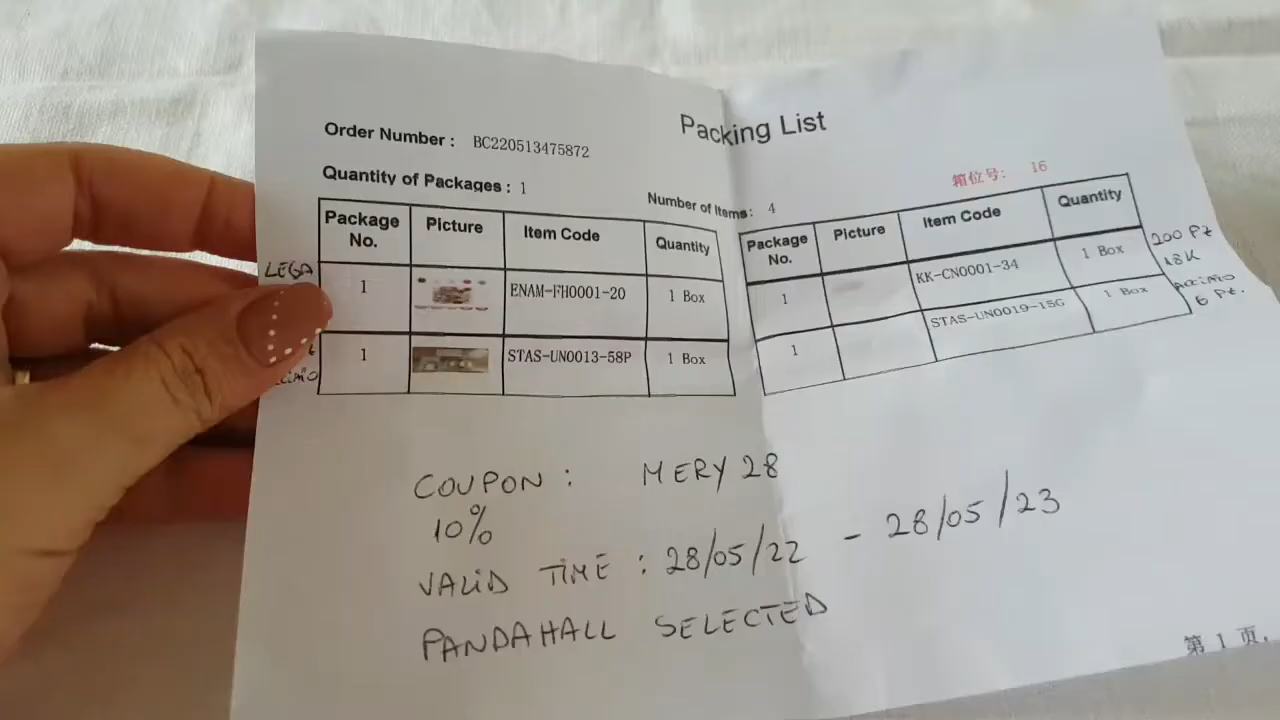 Packing List
Order Number : BC220513475872
Quantity of Packages : 1
Number of Items: 4
箱位号: 16
Package No. Picture Item Code Quantity
LEGA 1 ENAM-FH0001-20 1 Box
1 STAS-UN0013-58P 1 Box
Package No. Picture Item Code Quantity
1 KK-CN0001-34 1 Box
1 STAS-UN0019-15G 1 Box
200 PZ
18K
6 PZ.
COUPON : MERY 28
10%
VALID TIME : 28/05/22 - 28/05/23
PANDAHALL SELECTED
第 1 页,